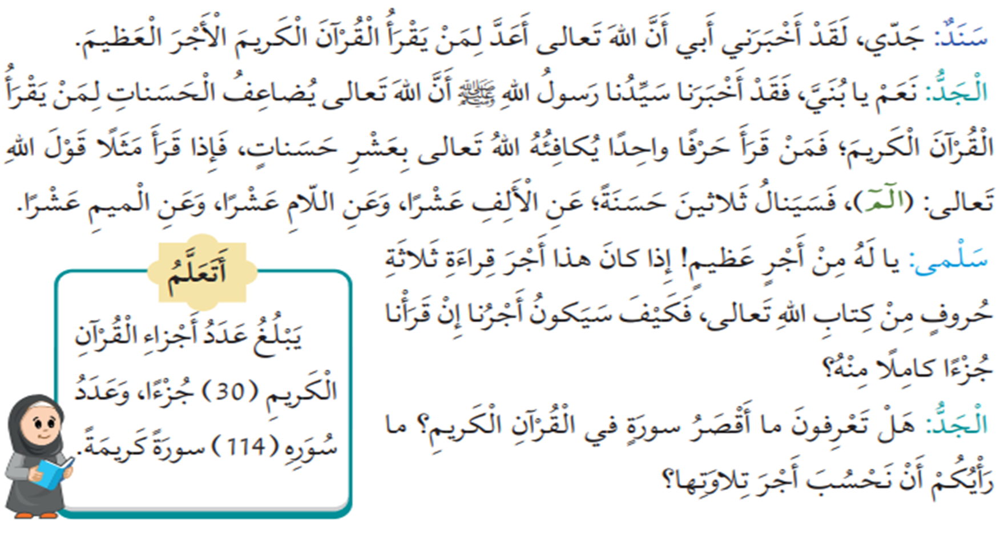 سَنَدٌ: جَدّي، لَقَدْ أَخْبَرَني أَبي أَنَّ اللهَ تَعالى أَعَدَّ لِمَنْ يَقْرَأُ الْقُرْآنَ الْكَريمَ الْأَجْرَ الْعَظيمَ.
الْجَدُّ: نَعَمْ يا بُنَيَّ، فَقَدْ أَخْبَرَنا سَيِّدُنا رَسولُ اللهِ ﷺ أَنَّ اللهَ تَعالى يُضاعِفُ الْحَسَناتِ لِمَنْ يَقْرَأُ
الْقُرْآنَ الْكَريمَ؛ فَمَنْ قَرَأَ حَرْفًا واحِدًا يُكافِئُهُ اللهُ تَعالى بِعَشْرِ حَسَناتٍ، فَإِذا قَرَأَ مَثَلًا قَوْلَ اللهِ
تَعالى: (الٓمٓ)، فَسَيَنالُ ثَلاثينَ حَسَنَةً؛ عَنِ الْأَلِفِ عَشْرًا، وَعَنِ اللّامِ عَشْرًا، وَعَنِ الْميمِ عَشْرًا.
سَلْمى: يا لَهُ مِنْ أَجْرٍ عَظيمٍ! إِذا كانَ هذا أَجْرَ قِراءَةِ ثَلاثَةِ
حُروفٍ مِنْ كِتابِ اللهِ تَعالى، فَكَيْفَ سَيَكونُ أَجْرُنا إِنْ قَرَأْنا
جُزْءًا كامِلًا مِنْهُ؟
الْجَدُّ: هَلْ تَعْرِفونَ ما أَقْصَرُ سورَةٍ في الْقُرْآنِ الْكَريمِ؟ ما
رَأْيُكُمْ أَنْ نَحْسُبَ أَجْرَ تِلاوَتِها؟
أَتَعَلَّمُ
يَبْلُغُ عَدَدُ أَجْزاءِ الْقُرْآنِ
الْكَريمِ (30) جُزْءًا، وَعَدَدُ
سُوَرِهِ (114) سورَةً كَريمَةً.